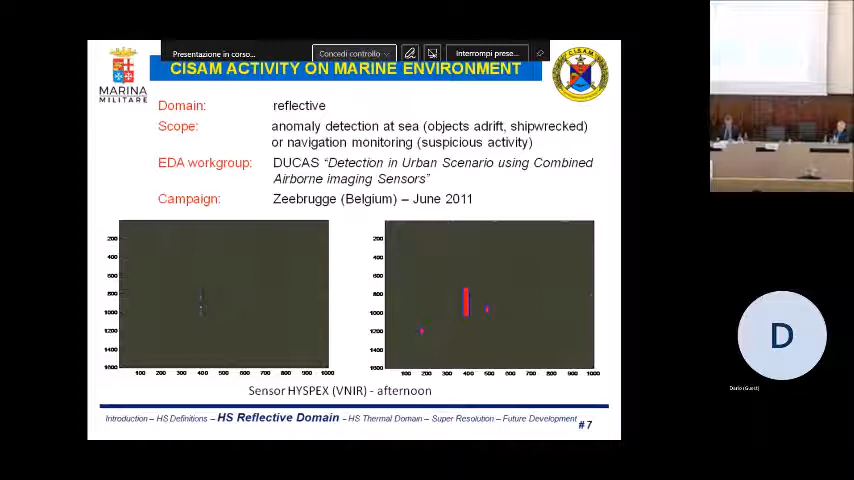 Presentazione in corso...
Concedi controllo
Interrompi prese...
CISAM ACTIVITY ON MARINE ENVIRONMENT
CISAM
MARINA
MILITARE
Domain: reflective
Scope: anomaly detection at sea (objects adrift, shipwrecked)
or navigation monitoring (suspicious activity)
EDA workgroup: DUCAS “Detection in Urban Scenario using Combined
Airborne imaging Sensors”
Campaign: Zeebrugge (Belgium) – June 2011
200
400
600
800
1000
1200
1400
1600
100 200 300 400 500 600 700 800 900 1000
200
400
600
800
1000
1200
1400
1600
100 200 300 400 500 600 700 800 900 1000
Sensor HYSPEX (VNIR) - afternoon
Introduction – HS Definitions – HS Reflective Domain – HS Thermal Domain – Super Resolution – Future Development
#7
D
Dario (Guest)